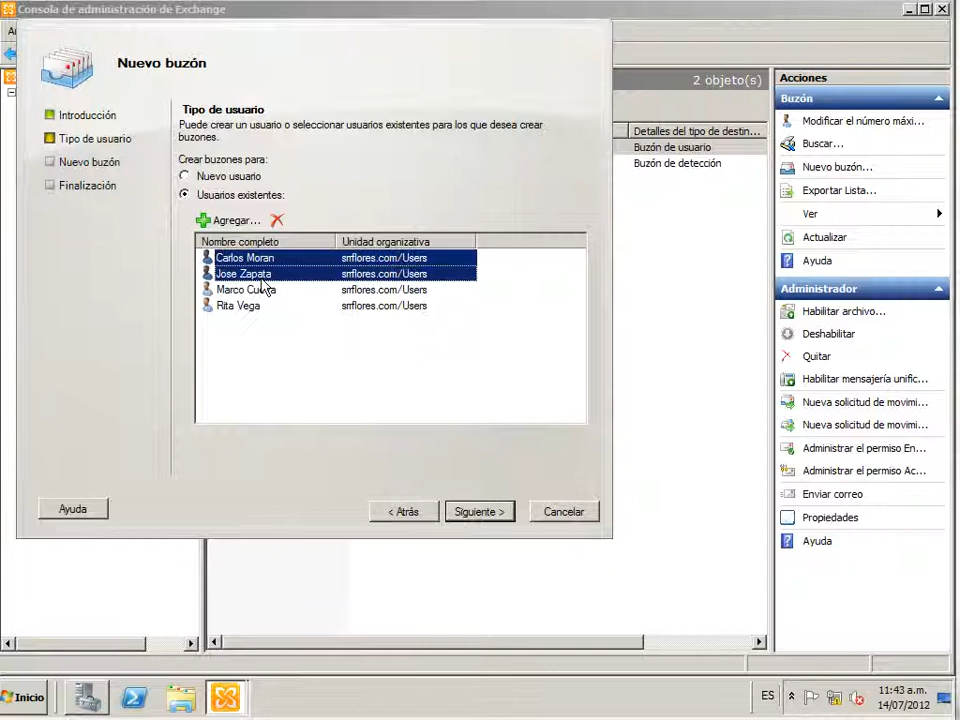 Consola de administración de Exchange
Nuevo buzón
Introducción
Tipo de usuario
Nuevo buzón
Finalización
Tipo de usuario
Puede crear un usuario o seleccionar usuarios existentes para los que desea crear
buzones.
Crear buzones para:
Nuevo usuario
Usuarios existentes:
Agregar...
Nombre completo Unidad organizativa
Carlos Moran srrflores.com/Users
Jose Zapata srrflores.com/Users
Marco srrflores.com/Users
Rita Vega srrflores.com/Users
Ayuda
< Atrás
Siguiente >
Cancelar
2 objeto(s)
Detalles del tipo de destin...
Buzón de usuario
Buzón de detección
Acciones
Buzón
Modificar el número máxi...
Buscar...
Nuevo buzón...
Exportar Lista...
Ver
Actualizar
Ayuda
Administrador
Habilitar archivo...
Deshabilitar
Quitar
Habilitar mensajería unific...
Nueva solicitud de movimi...
Nueva solicitud de movimi...
Administrar el permiso En...
Administrar el permiso Ac...
Enviar correo
Propiedades
Ayuda
Inicio
ES
11:43 a.m.
14/07/2012